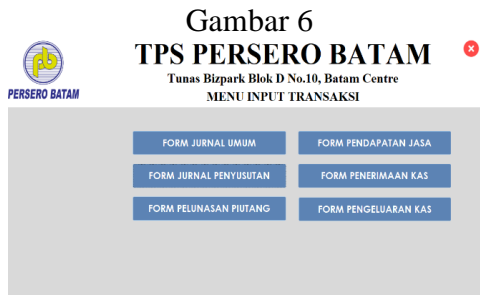 Gambar 6
TPS PERSERO BATAM
Tunas Bizpark Blok D No.10, Batam Centre
MENU INPUT TRANSAKSI
pb
PERSERO BATAM
FORM JURNAL UMUM
FORM PENDAPATAN JASA
FORM JURNAL PENYUSUTAN
FORM PENERIMAAN KAS
FORM PELUNASAN PIUTANG
FORM PENGELUARAN KAS